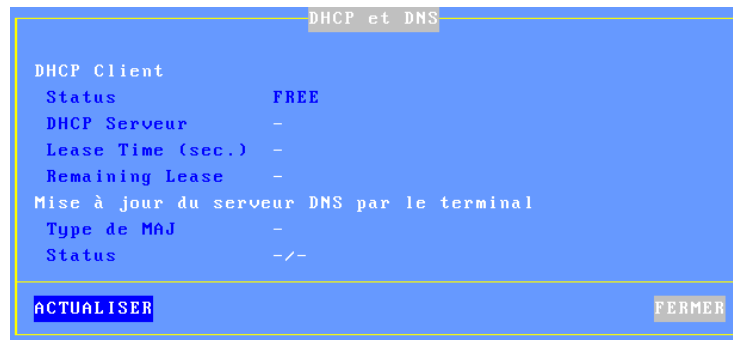 DHCP et DNS
DHCP Client
Status FREE
DHCP Serveur -
Lease Time (sec.) -
Remaining Lease -
Mise à jour du serveur DNS par le terminal
Type de MAJ -
Status -/-
ACTUALISER FERMER